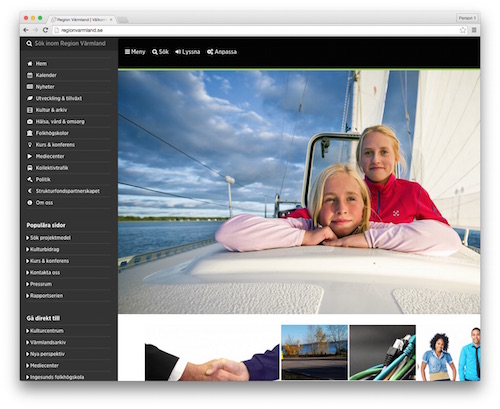 Region Värmland | Värml
Person 1
regionvarmland.se
Sök inom Region Värmland
Meny Sök Lyssna Anpassa
Hem
Kalender
Nyheter
Utveckling & tillväxt
Kultur & arkiv
Hälsa, vård & omsorg
Folkhögskolor
Kurs & konferens
Mediecenter
Kollektivtrafik
Politik
Strukturfondspartnerskapet
Om oss
Populära sidor
Sök projektmedel
Kulturbidrag
Kurs & konferens
Kontakta oss
Pressrum
Rapportserien
Gå direkt till
Kulturcentrum
Värmlandsarkiv
Nya perspektiv
Mediecenter
Ingesunds folkhögskola